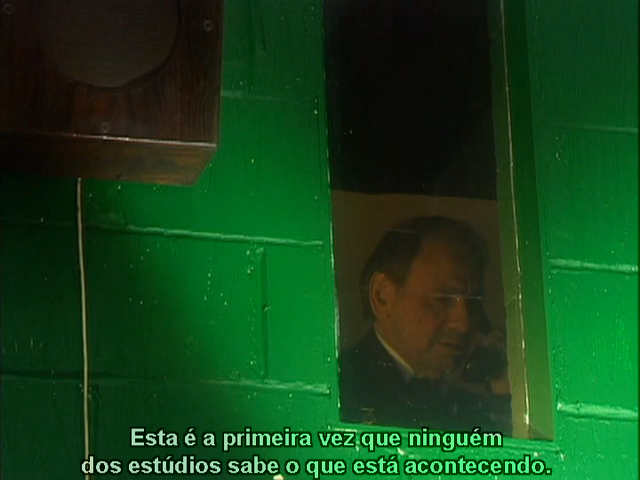 Esta é a primeira vez que ninguém
dos estúdios sabe o que está acontecendo.